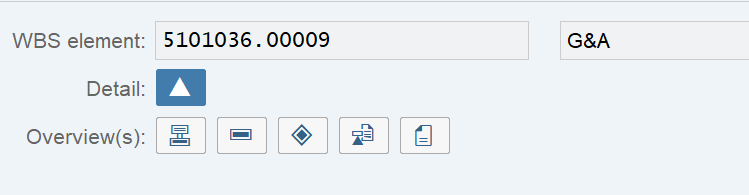 WBS element: 5101036.00009 G&A
Detail:
Overview(s):